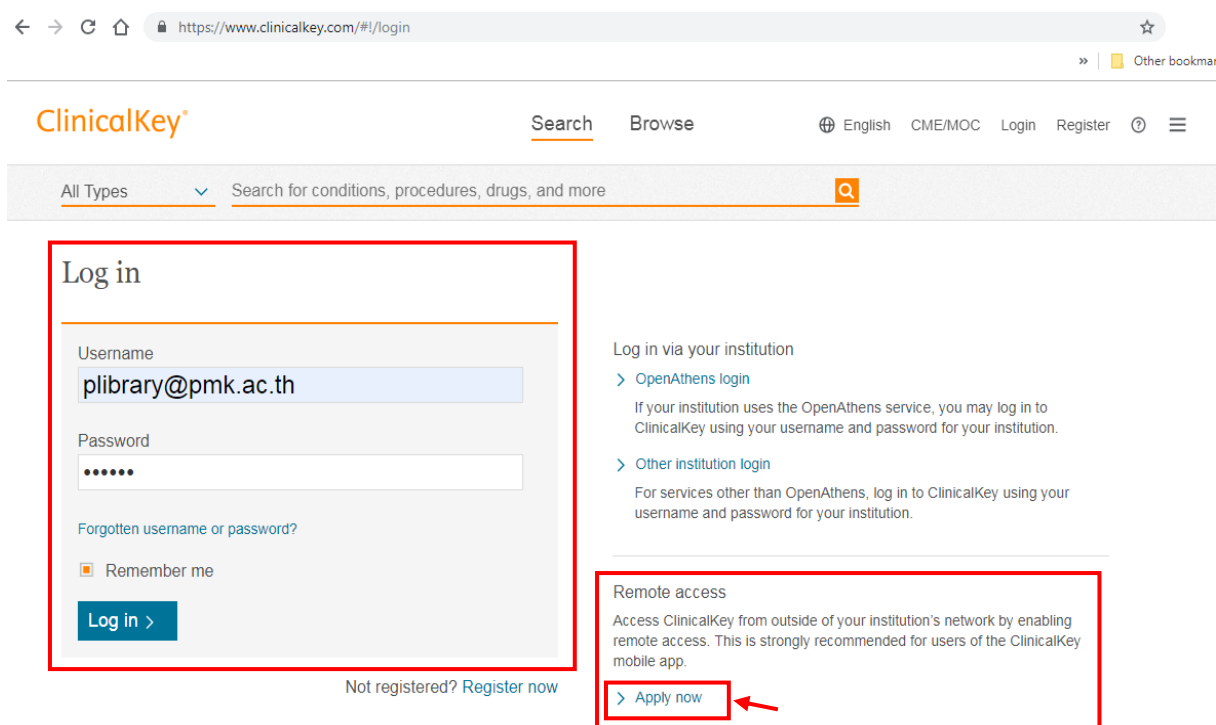 https://www.clinicalkey.com/#!/login
» Other bookmar
ClinicalKey®
Search Browse English CME/MOC Login Register ?
All Types Search for conditions, procedures, drugs, and more
Log in
Username
plibrary@pmk.ac.th
Password
••••••
Forgotten username or password?
Remember me
Log in >
Not registered? Register now
Log in via your institution
> OpenAthens login
If your institution uses the OpenAthens service, you may log in to
ClinicalKey using your username and password for your institution.
> Other institution login
For services other than OpenAthens, log in to ClinicalKey using your
username and password for your institution.
Remote access
Access ClinicalKey from outside of your institution’s network by enabling
remote access. This is strongly recommended for users of the ClinicalKey
mobile app.
> Apply now